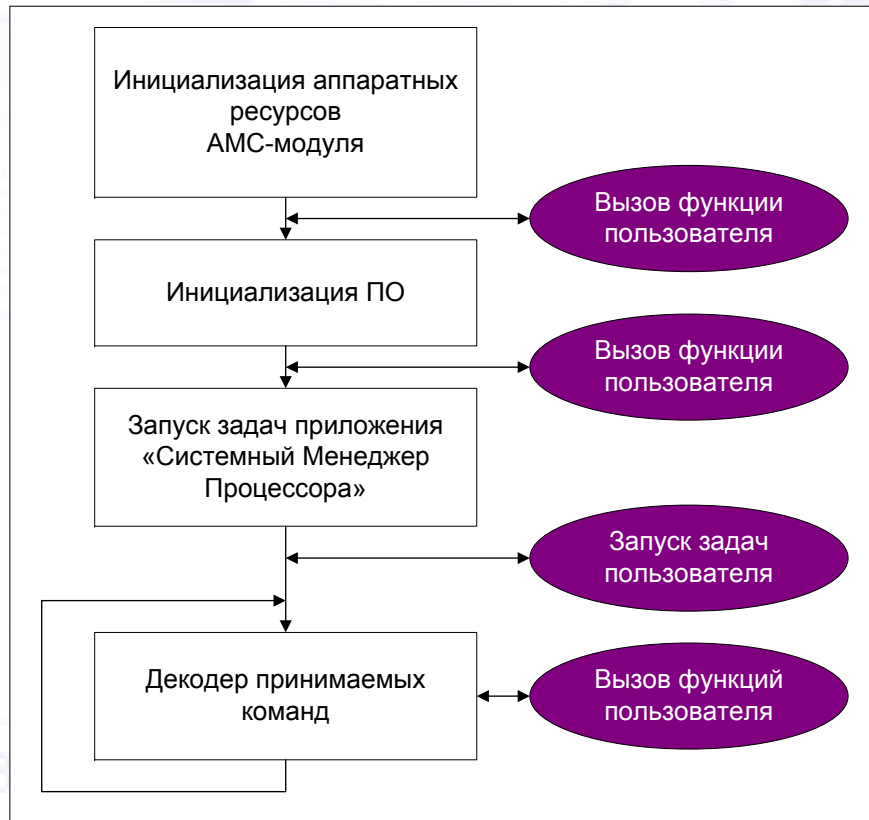 Инициализация аппаратных
ресурсов
АМС-модуля
Вызов функции
пользователя
Инициализация ПО
Вызов функции
пользователя
Запуск задач приложения
«Системный Менеджер
Процессора»
Запуск задач
пользователя
Декодер принимаемых
команд
Вызов функций
пользователя